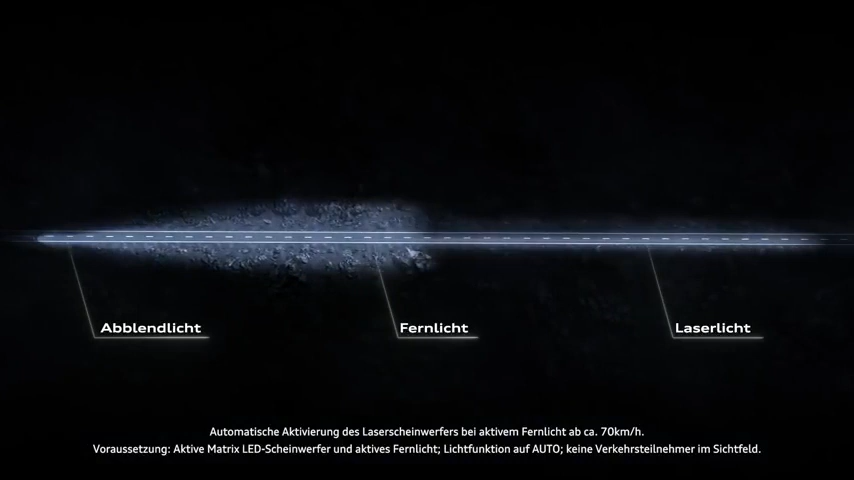 Abblendlicht
Fernlicht
Laserlicht
Automatische Aktivierung des Laserscheinwerfers bei aktivem Fernlicht ab ca. 70km/h.
Voraussetzung: Aktive Matrix LED-Scheinwerfer und aktives Fernlicht; Lichtfunktion auf AUTO; keine Verkehrsteilnehmer im Sichtfeld.